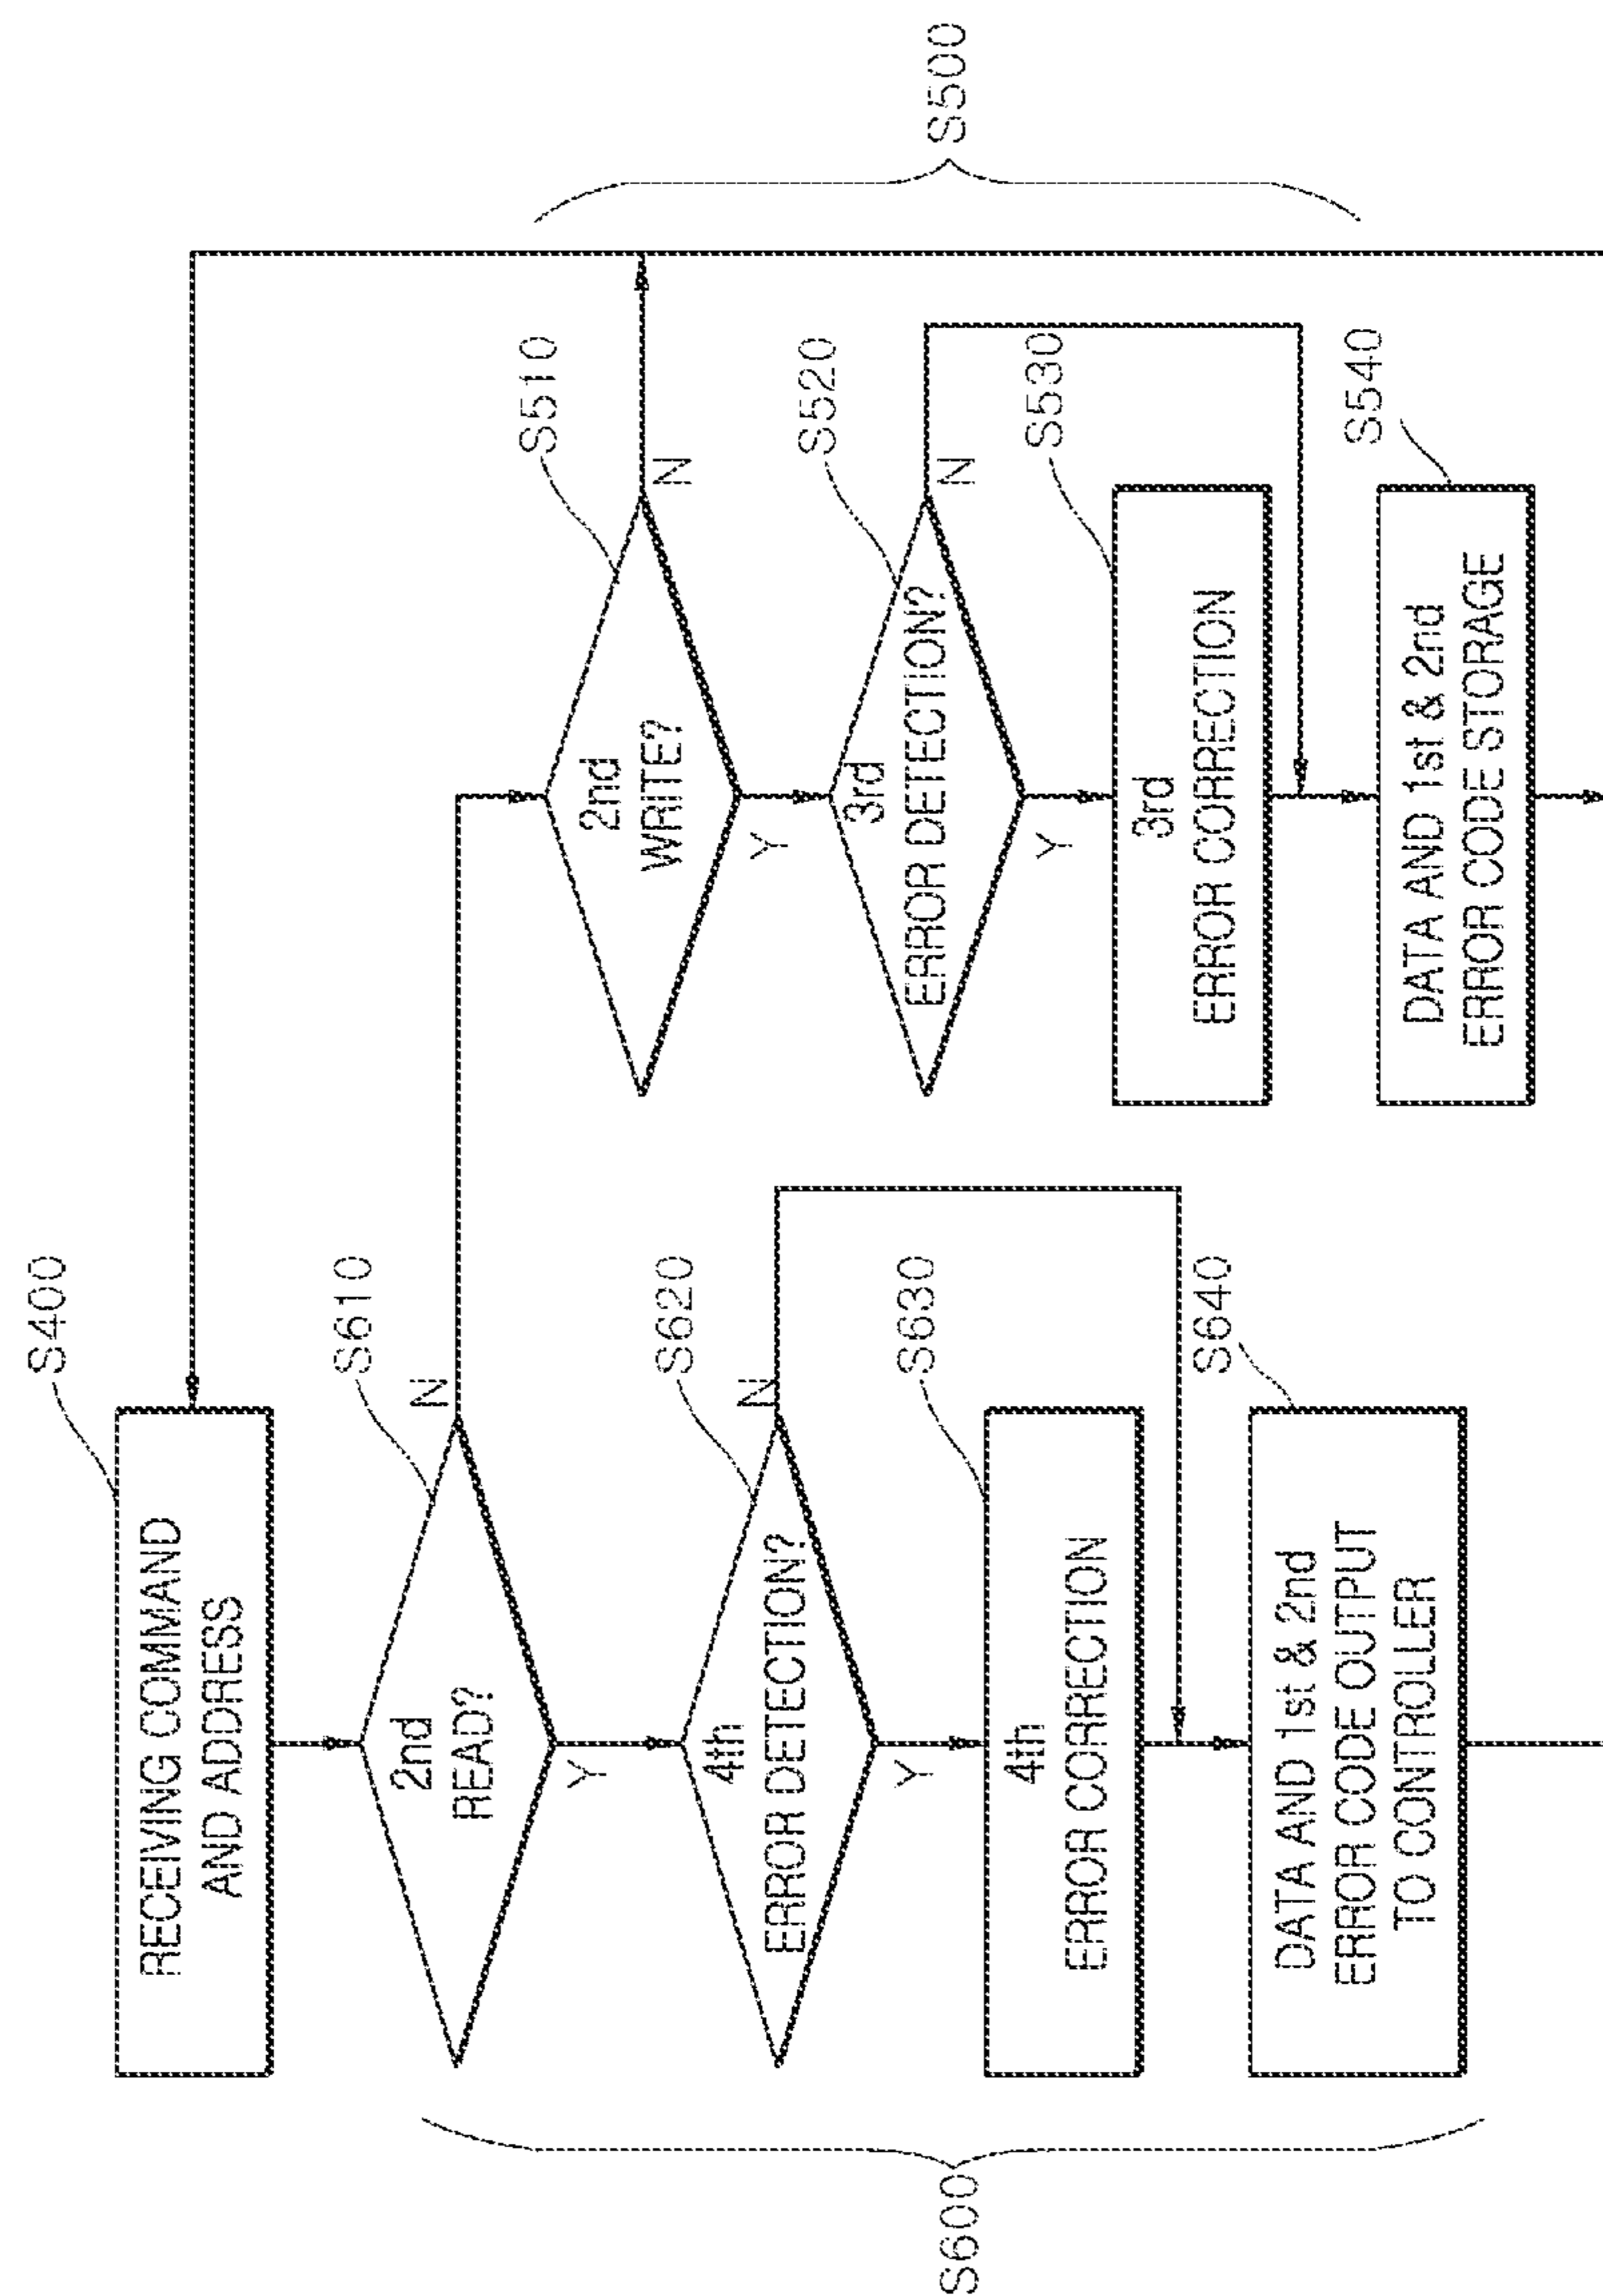 S400
RECEIVING COMMAND
AND ADDRESS
S610
2nd
READ?
N
Y
S620
4th
ERROR DETECTION?
N
Y
S630
4th
ERROR CORRECTION
S640
DATA AND 1st & 2nd
ERROR CODE OUTPUT
TO CONTROLLER
S600
S510
2nd
WRITE?
N
Y
S520
3rd
ERROR DETECTION?
N
Y
S530
3rd
ERROR CORRECTION
S540
DATA AND 1st & 2nd
ERROR CODE STORAGE
S500